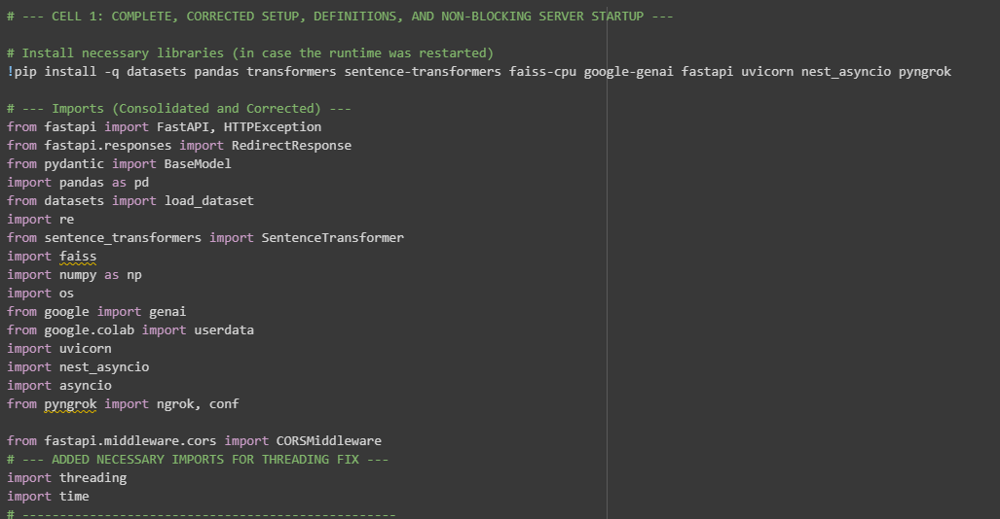 # --- CELL 1: COMPLETE, CORRECTED SETUP, DEFINITIONS, AND NON-BLOCKING SERVER STARTUP ---
# Install necessary libraries (in case the runtime was restarted)
!pip install -q datasets pandas transformers sentence-transformers faiss-cpu google-genai fastapi uvicorn nest_asyncio pyngrok
# --- Imports (Consolidated and Corrected) ---
from fastapi import FastAPI, HTTPException
from fastapi.responses import RedirectResponse
from pydantic import BaseModel
import pandas as pd
from datasets import load_dataset
import re
from sentence_transformers import SentenceTransformer
import faiss
import numpy as np
import os
from google import genai
from google.colab import userdata
import uvicorn
import nest_asyncio
import asyncio
from pyngrok import ngrok, conf
from fastapi.middleware.cors import CORSMiddleware
# --- ADDED NECESSARY IMPORTS FOR THREADING FIX ---
import threading
import time
# --------------------------------------------------